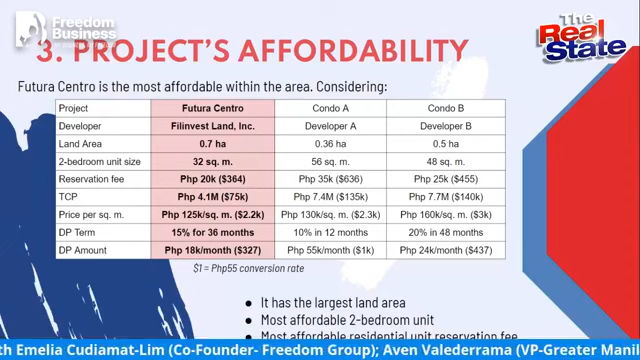 Freedom
Business
The
Real
State
3. PROJECT'S AFFORDABILITY
Futura Centro is the most affordable within the area. Considering:
Project Futura Centro Condo A Condo B
Developer Filinvest Land, Inc. Developer A Developer B
Land Area 0.7 ha 0.36 ha 0.5 ha
2-bedroom unit size 32 sq. m. 56 sq. m. 48 sq. m.
Reservation fee Php 20k ($364) Php 35k ($636) Php 25k ($455)
TCP Php 4.1M ($75k) Php 7.4M ($135k) Php 7.7M ($140k)
Price per sq. m. Php 125k/sq. m. ($2.2k) Php 130k/sq. m. ($2.3k) Php 160k/sq. m. ($3k)
DP Term 15% for 36 months 10% in 12 months 20% in 48 months
DP Amount Php 18k/month ($327) Php 55k/month ($1k) Php 24k/month ($437)
$1 = Php55 conversion rate
● It has the largest land area
● Most affordable 2-bedroom unit
● Most affordable residential unit reservation fee
th Emelia Cudiamat-Lim (Co-Founder- Freedom Group); Aven Valederrama (VP-Greater Manil